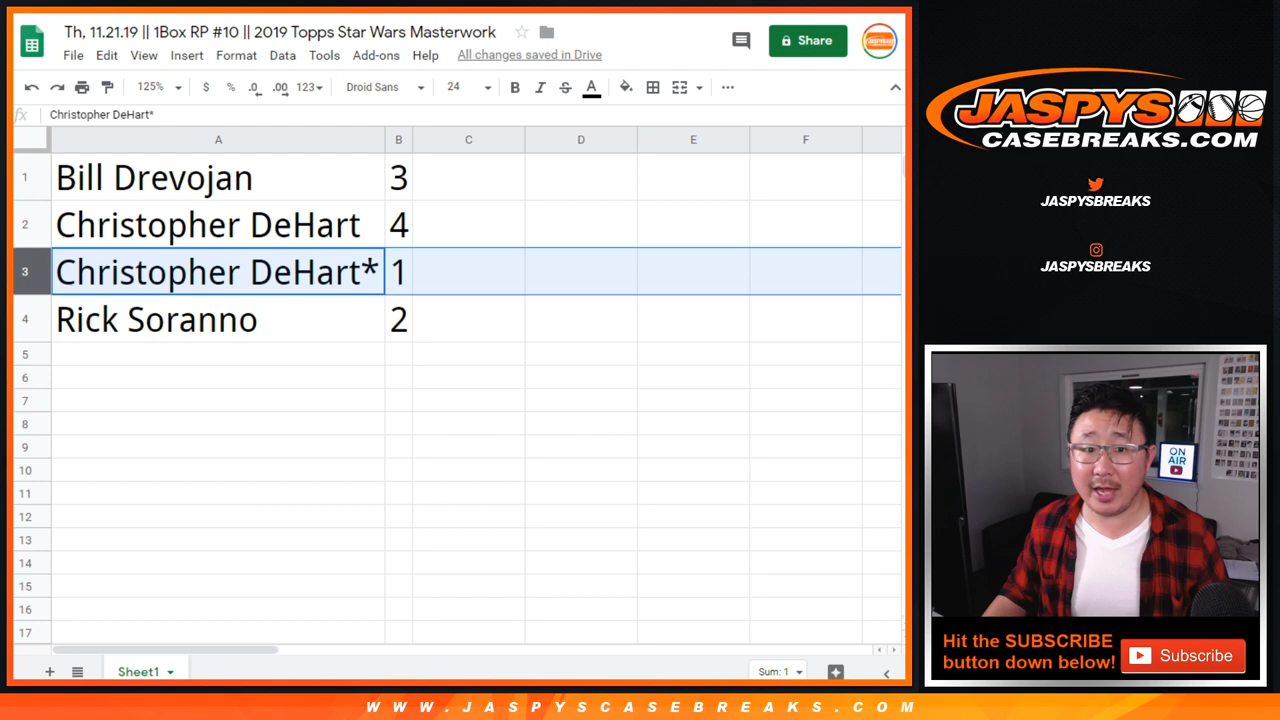 Th, 11.21.19 || 1Box RP #10 || 2019 Topps Star Wars Masterwork
File Edit View Insert Format Data Tools Add-ons Help All changes saved in Drive
Share
125% $ % .0 .00 123 Droid Sans 24 B I S A ...
fx Christopher DeHart*
A B C D E F
1 Bill Drevojan 3
2 Christopher DeHart 4
3 Christopher DeHart* 1
4 Rick Soranno 2
5
6
7
8
9
10
11
12
13
14
15
16
17
+ Sheet1 Sum: 1
JASPYS
CASEBREAKS.COM
JASPYSBREAKS
JASPYSBREAKS
ON
AIR
Hit the SUBSCRIBE
button down below!
Subscribe
WWW.JASPYSCASEBREAKS.COM